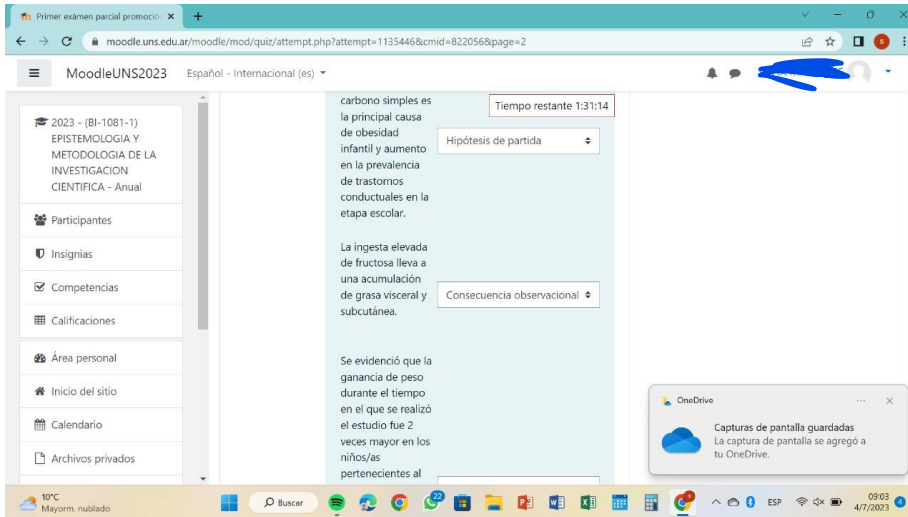 Primer exámen parcial promoció
moodle.uns.edu.ar/moodle/mod/quiz/attempt.php?attempt=1135446&cmid=822056&page=2
s
MoodleUNS2023
Español - Internacional (es)
2023 - (BI-1081-1)
EPISTEMOLOGIA Y
METODOLOGIA DE LA
INVESTIGACION
CIENTIFICA - Anual
Participantes
Insignias
Competencias
Calificaciones
Área personal
Inicio del sitio
Calendario
Archivos privados
Tiempo restante 1:31:14
carbono simples es
la principal causa
de obesidad
infantil y aumento
en la prevalencia
de trastornos
conductuales en la
etapa escolar.
Hipótesis de partida
La ingesta elevada
de fructosa lleva a
una acumulación
de grasa visceral y
subcutánea.
Consecuencia observacional
Se evidenció que la
ganancia de peso
durante el tiempo
en el que se realizó
el estudio fue 2
veces mayor en los
niños/as
pertenecientes al
OneDrive
Capturas de pantalla guardadas
La captura de pantalla se agregó a
tu OneDrive.
10°C
Mayorm. nublado
Buscar
22
ESP
09:03
4/7/2023